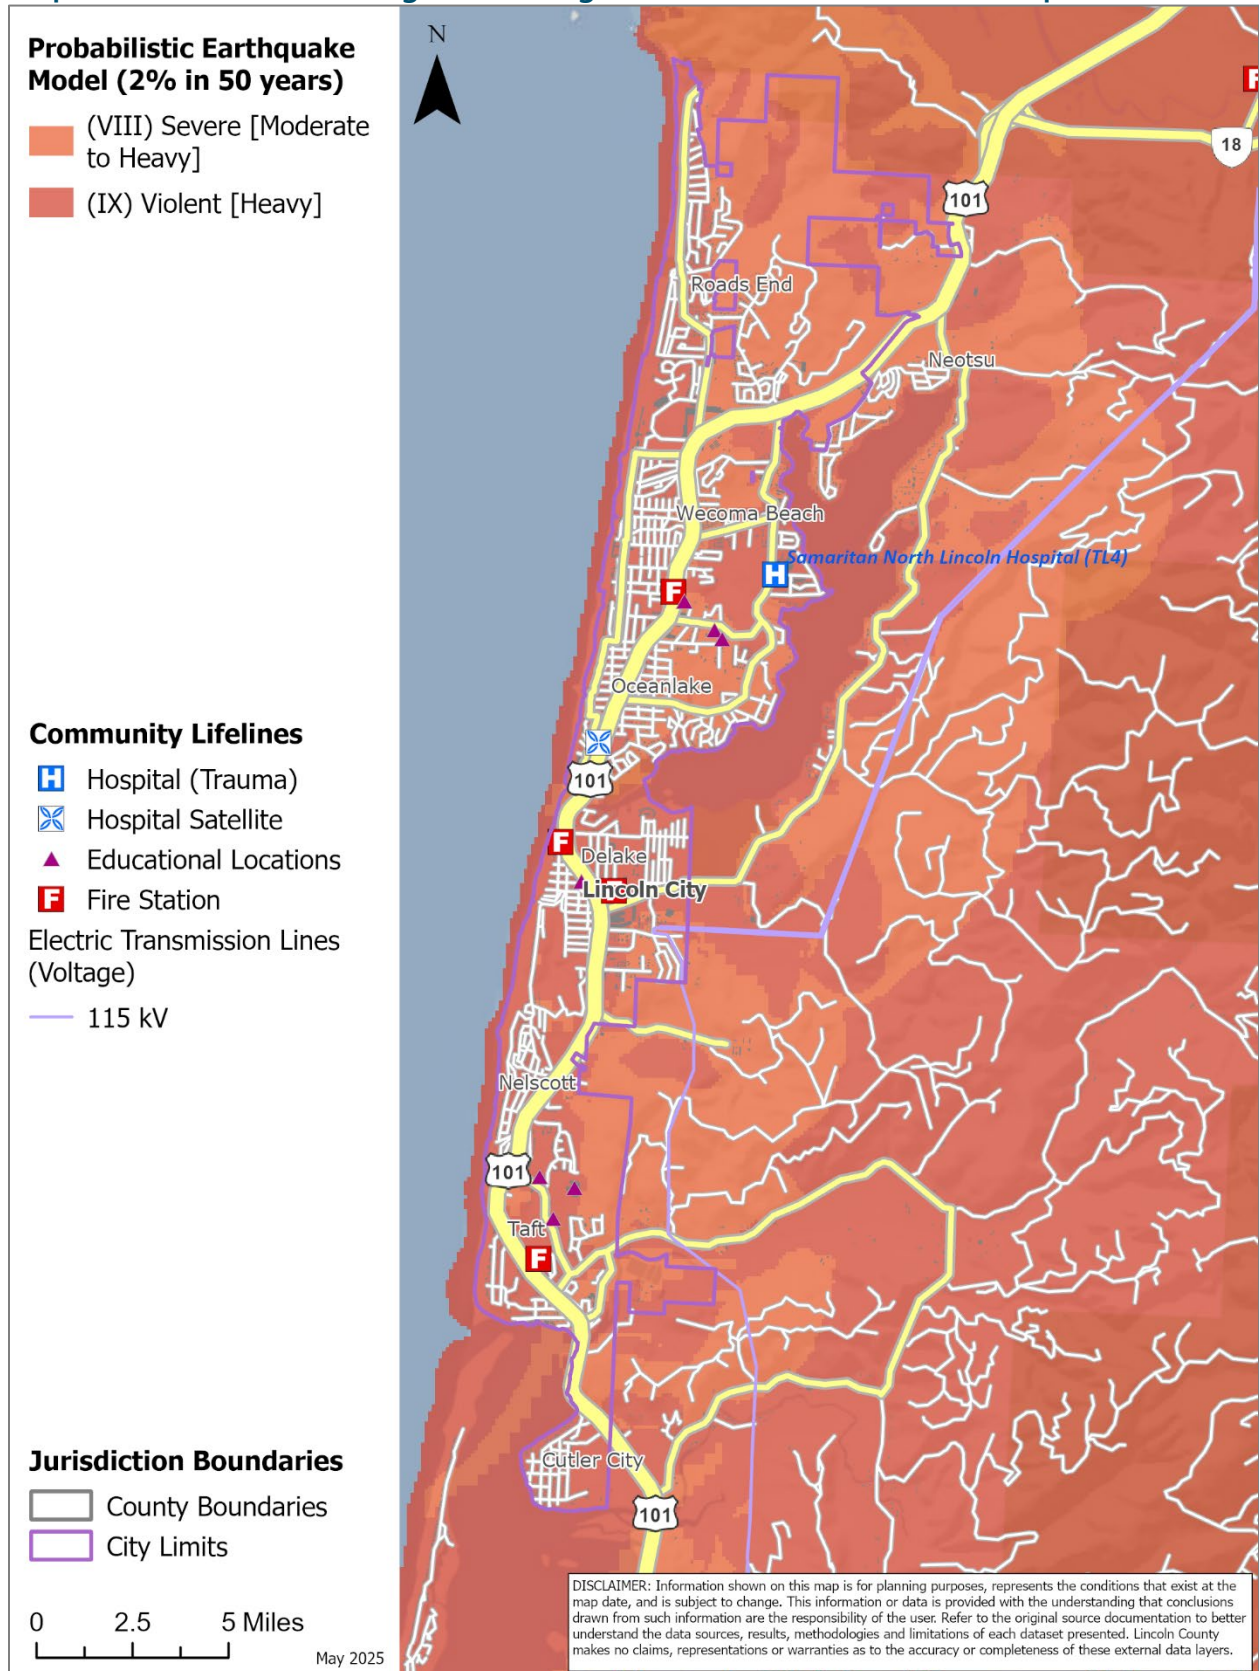 Probabilistic Earthquake
Model (2% in 50 years)
(VIII) Severe [Moderate
to Heavy]
(IX) Violent [Heavy]
Community Lifelines
H Hospital (Trauma)
Hospital Satellite
Educational Locations
F Fire Station
Electric Transmission Lines
(Voltage)
115 kV
Jurisdiction Boundaries
County Boundaries
City Limits
0 2.5 5 Miles
May 2025
N
F
18
101
Roads End
Neotsu
Wecoma Beach
Samaritan North Lincoln Hospital (TL4)
H
F
Oceanlake
101
F
Delake
Lincoln City
Nelscott
101
Taft
F
Cutler City
101
DISCLAIMER: Information shown on this map is for planning purposes, represents the conditions that exist at the
map date, and is subject to change. This information or data is provided with the understanding that conclusions
drawn from such information are the responsibility of the user. Refer to the original source documentation to better
understand the data sources, results, methodologies and limitations of each dataset presented. Lincoln County
makes no claims, representations or warranties as to the accuracy or completeness of these external data layers.